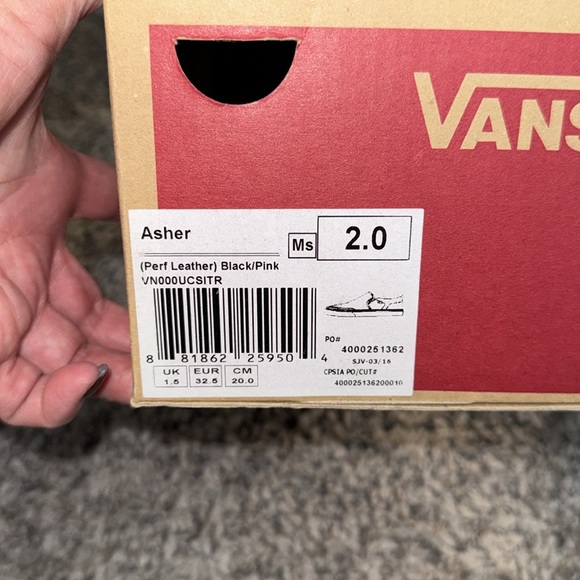 VANS
Asher
Ms
2.0
(Perf Leather) Black/Pink
VN000UCSITR
PO#
4000251362
SJV-03/16
CPSIA PO/CUT#
400025136200010
8 81862 25950 4
UK EUR CM
1.5 32.5 20.0